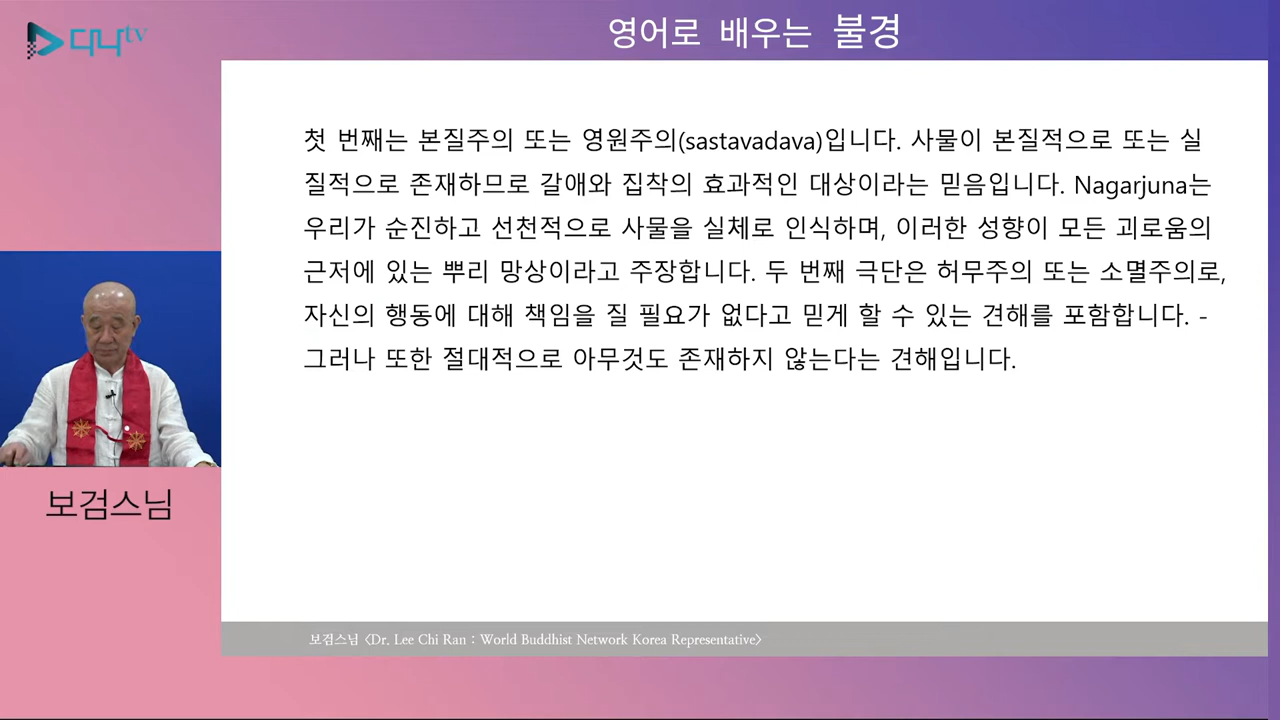 디나tv
영어로 배우는 불경
첫 번째는 본질주의 또는 영원주의(sastavadava)입니다. 사물이 본질적으로 또는 실
질적으로 존재하므로 갈애와 집착의 효과적인 대상이라는 믿음입니다. Nagarjuna는
우리가 순진하고 선천적으로 사물을 실체로 인식하며, 이러한 성향이 모든 괴로움의
근저에 있는 뿌리 망상이라고 주장합니다. 두 번째 극단은 허무주의 또는 소멸주의로,
자신의 행동에 대해 책임을 질 필요가 없다고 믿게 할 수 있는 견해를 포함합니다. -
그러나 또한 절대적으로 아무것도 존재하지 않는다는 견해입니다.
보검스님
보검스님 <Dr. Lee Chi Ran : World Buddhist Network Korea Representative>